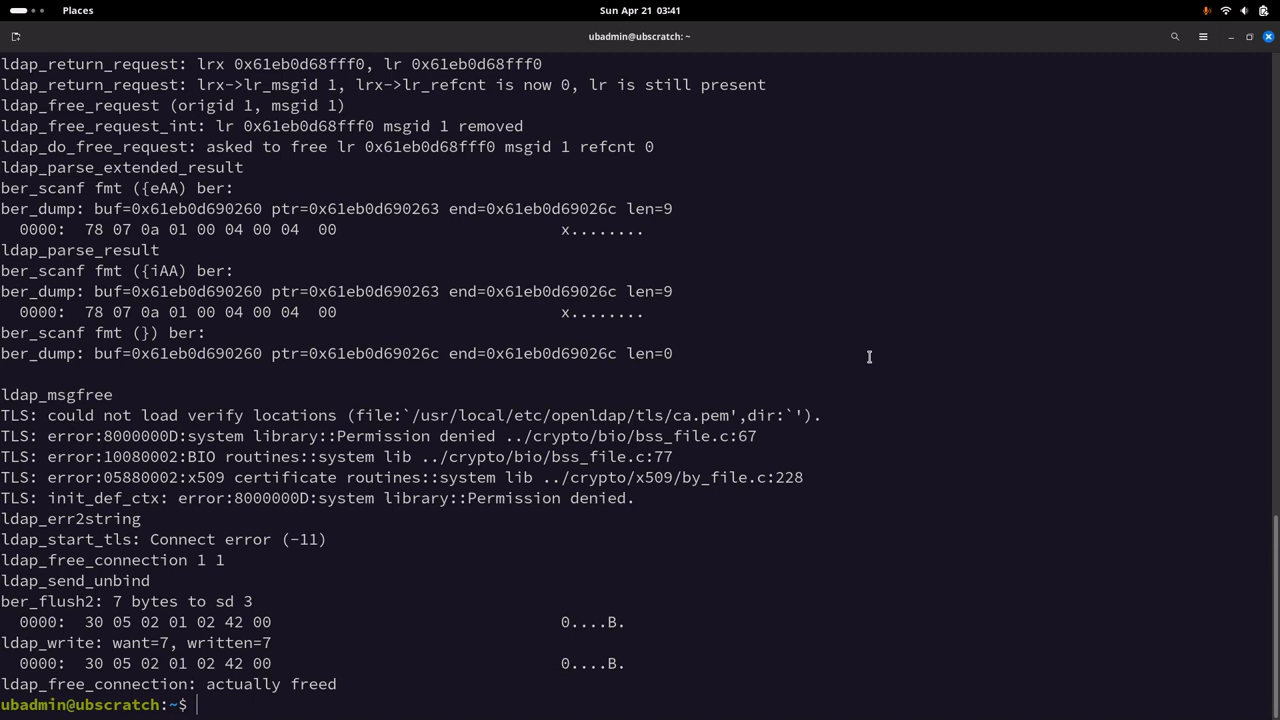 Places
Sun Apr 21 03:41
ubadmin@ubscratch: ~
ldap_return_request: lrx 0x61eb0d68fff0, lr 0x61eb0d68fff0
ldap_return_request: lrx->lr_msgid 1, lrx->lr_refcnt is now 0, lr is still present
ldap_free_request (origid 1, msgid 1)
ldap_free_request_int: lr 0x61eb0d68fff0 msgid 1 removed
ldap_do_free_request: asked to free lr 0x61eb0d68fff0 msgid 1 refcnt 0
ldap_parse_extended_result
ber_scanf fmt ({eAA) ber:
ber_dump: buf=0x61eb0d690260 ptr=0x61eb0d690263 end=0x61eb0d69026c len=9
  0000:  78 07 0a 01 00 04 00 04  00                             x........
ldap_parse_result
ber_scanf fmt ({iAA) ber:
ber_dump: buf=0x61eb0d690260 ptr=0x61eb0d690263 end=0x61eb0d69026c len=9
  0000:  78 07 0a 01 00 04 00 04  00                             x........
ber_scanf fmt (}) ber:
ber_dump: buf=0x61eb0d690260 ptr=0x61eb0d69026c end=0x61eb0d69026c len=0
ldap_msgfree
TLS: could not load verify locations (file:`/usr/local/etc/openldap/tls/ca.pem',dir:`').
TLS: error:8000000D:system library::Permission denied ../crypto/bio/bss_file.c:67
TLS: error:10080002:BIO routines::system lib ../crypto/bio/bss_file.c:77
TLS: error:05880002:x509 certificate routines::system lib ../crypto/x509/by_file.c:228
TLS: init_def_ctx: error:8000000D:system library::Permission denied.
ldap_err2string
ldap_start_tls: Connect error (-11)
ldap_free_connection 1 1
ldap_send_unbind
ber_flush2: 7 bytes to sd 3
  0000:  30 05 02 01 02 42 00                                    0....B.
ldap_write: want=7, written=7
  0000:  30 05 02 01 02 42 00                                    0....B.
ldap_free_connection: actually freed
ubadmin@ubscratch:~$